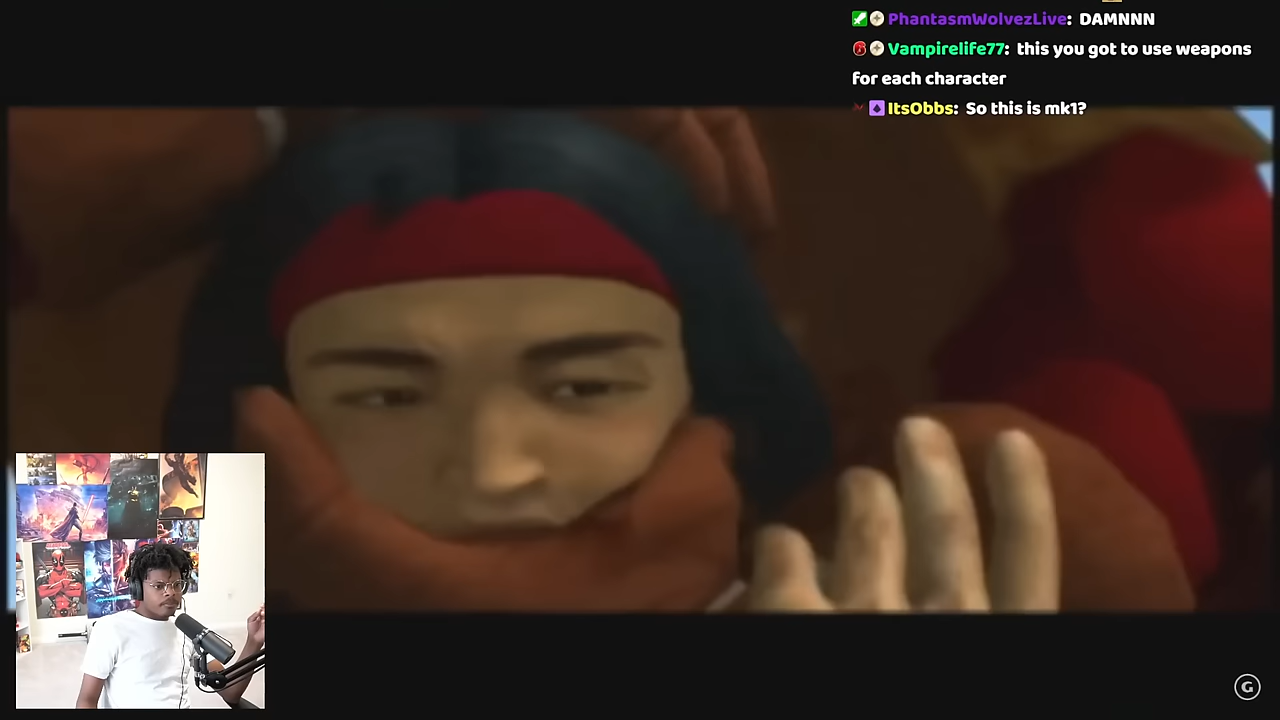 PhantasmWolvezLive: DAMNNN
Vampirelife77: this you got to use weapons
for each character
ItsObbs: So this is mk1?
G